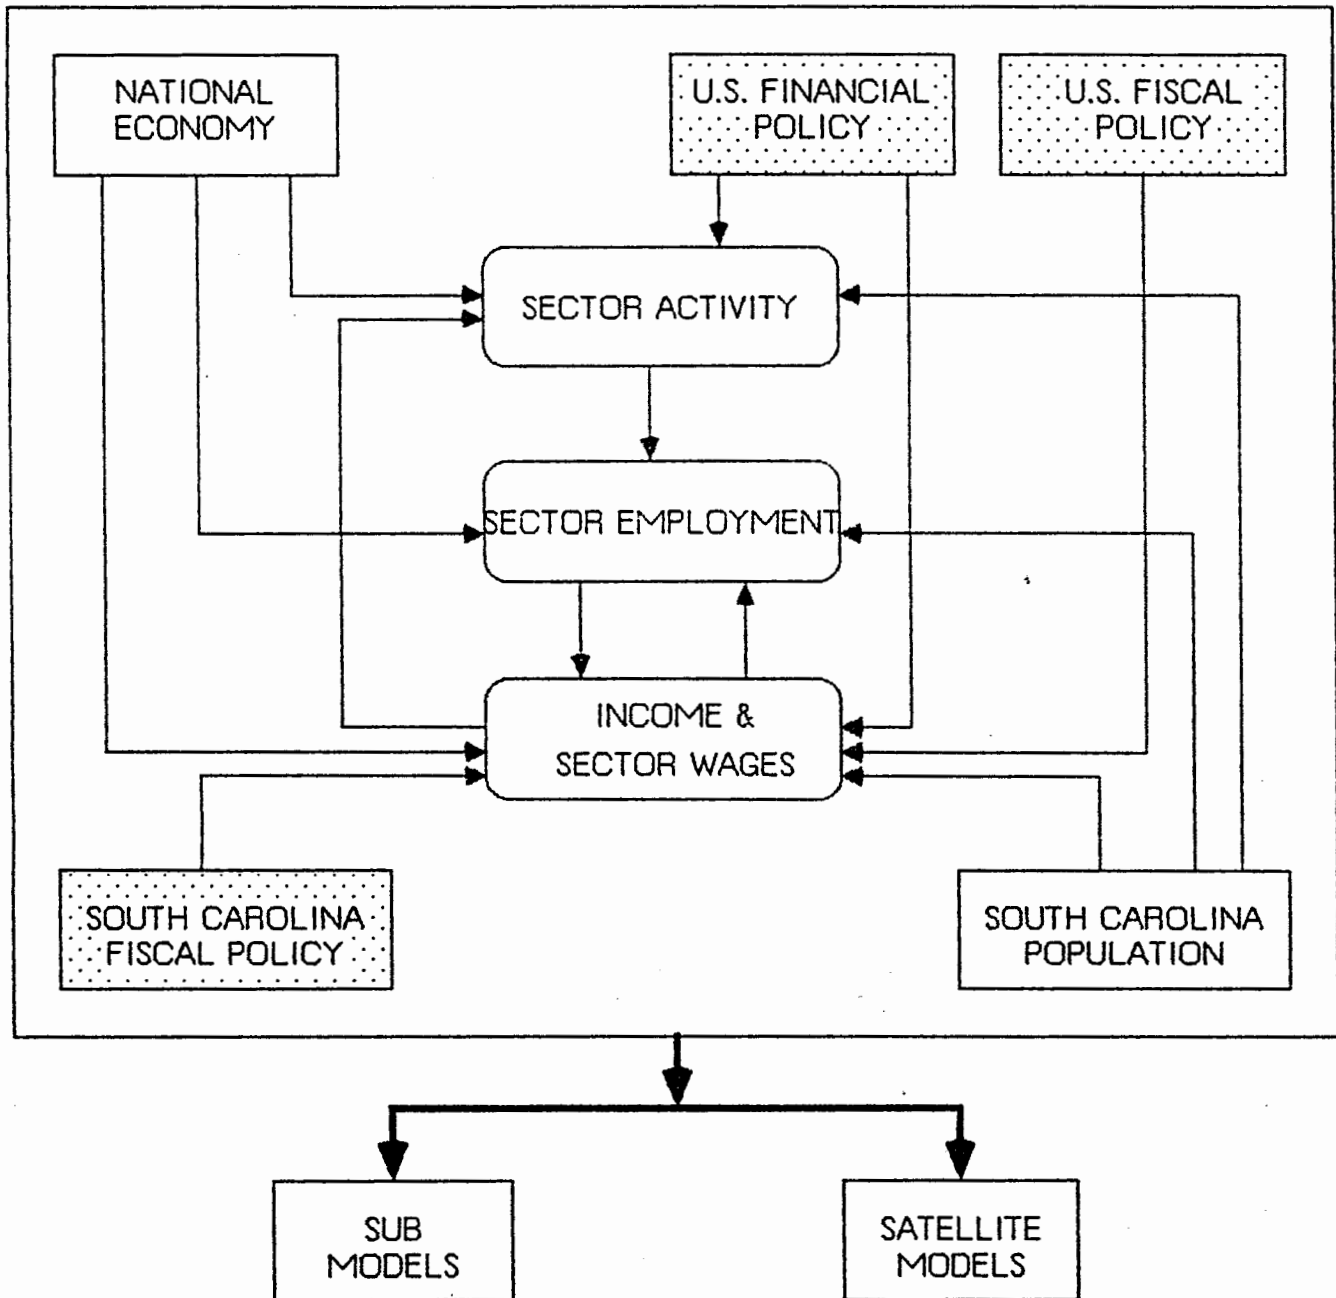 NATIONAL
ECONOMY
U.S. FINANCIAL
POLICY
U.S. FISCAL
POLICY
SECTOR ACTIVITY
SECTOR EMPLOYMENT
INCOME &
SECTOR WAGES
SOUTH CAROLINA
FISCAL POLICY
SOUTH CAROLINA
POPULATION
SUB
MODELS
SATELLITE
MODELS